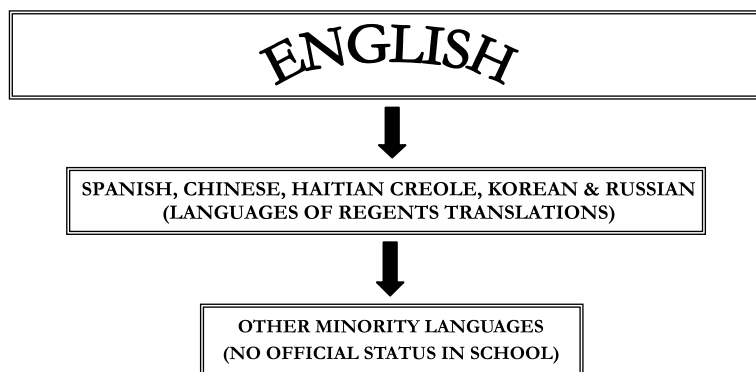 ENGLISH
SPANISH, CHINESE, HAITIAN CREOLE, KOREAN & RUSSIAN
(LANGUAGES OF REGENTS TRANSLATIONS)
OTHER MINORITY LANGUAGES
(NO OFFICIAL STATUS IN SCHOOL)